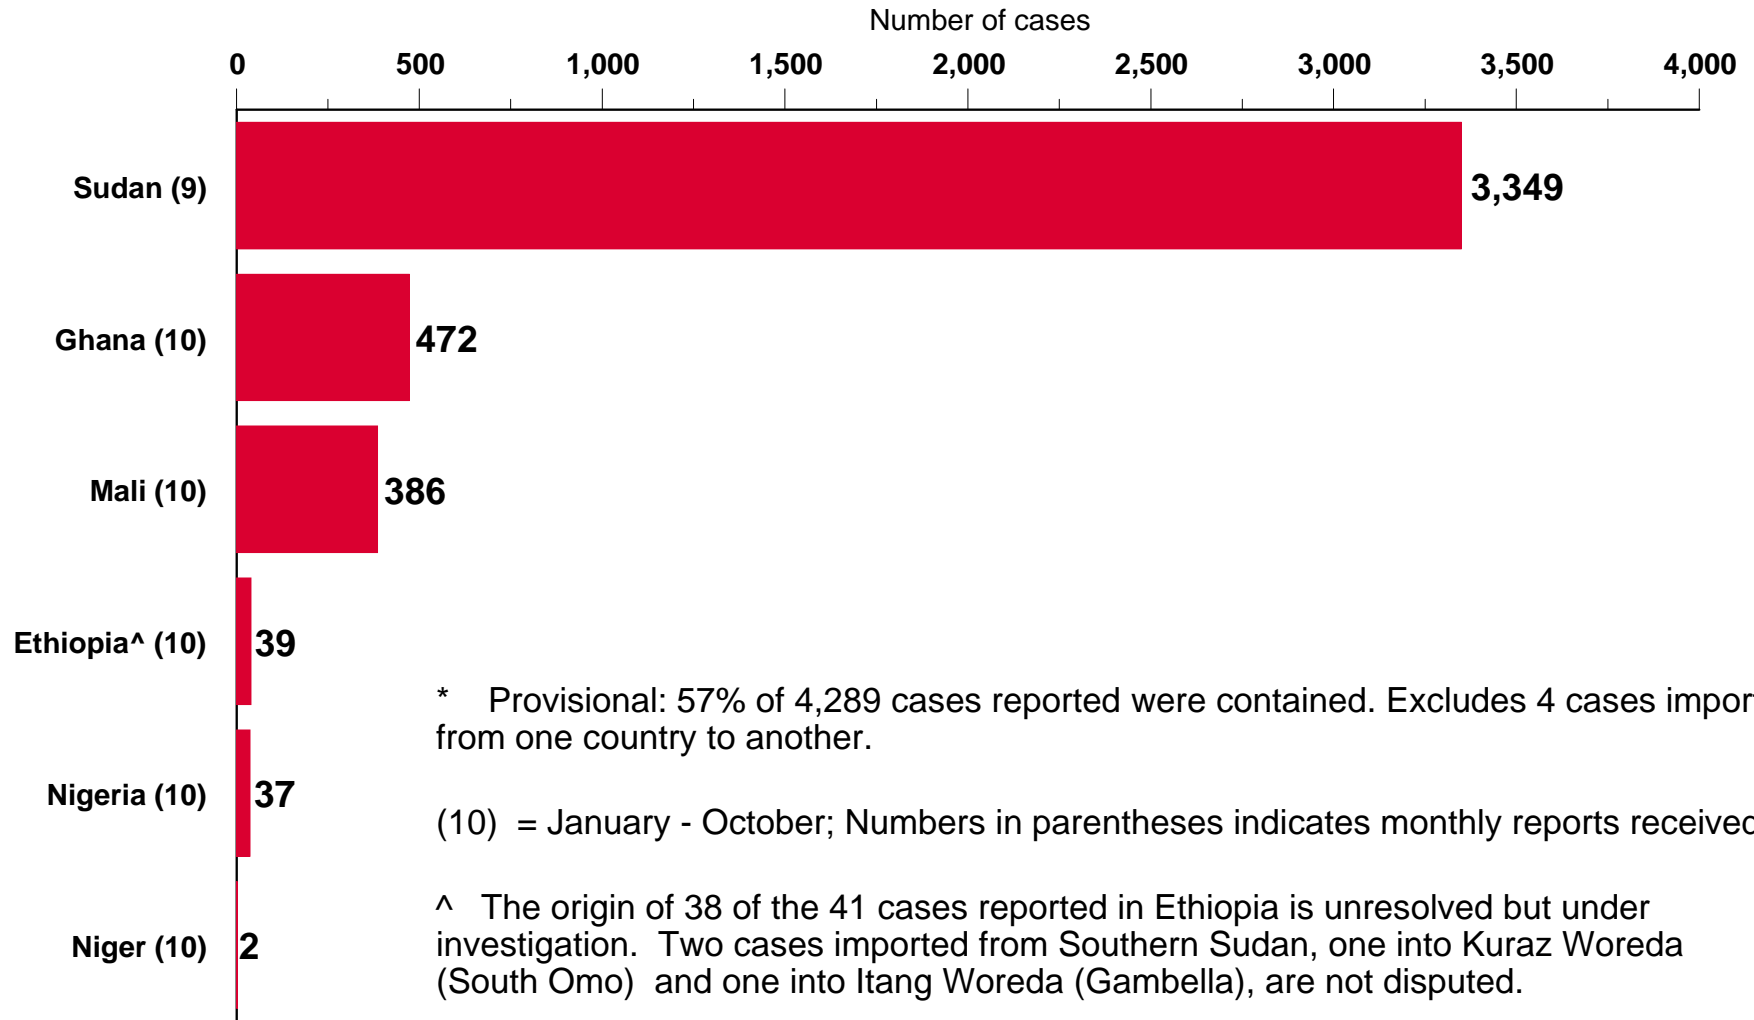 Number of cases
0 500 1,000 1,500 2,000 2,500 3,000 3,500 4,000
Sudan (9) 3,349
Ghana (10) 472
Mali (10) 386
Ethiopia^ (10) 39
* Provisional: 57% of 4,289 cases reported were contained. Excludes 4 cases impor
from one country to another.
Nigeria (10) 37
(10) = January - October; Numbers in parentheses indicates monthly reports received
^ The origin of 38 of the 41 cases reported in Ethiopia is unresolved but under
Niger (10) 2
investigation. Two cases imported from Southern Sudan, one into Kuraz Woreda
(South Omo) and one into Itang Woreda (Gambella), are not disputed.